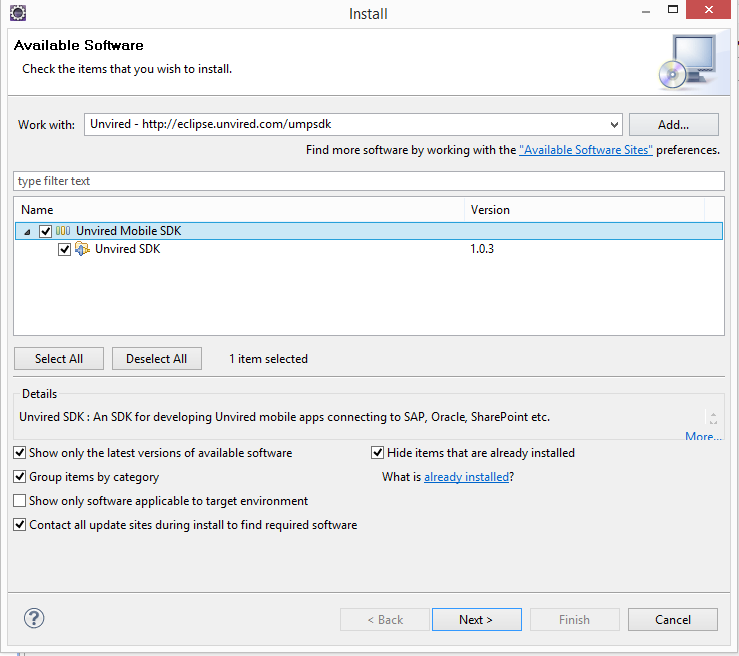 Install
Available Software
Check the items that you wish to install.
Work with: Unvired - http://eclipse.unvired.com/umpsdk Add...
Find more software by working with the "Available Software Sites" preferences.
type filter text
Name Version
Unvired Mobile SDK
Unvired SDK 1.0.3
Select All Deselect All 1 item selected
Details
Unvired SDK : An SDK for developing Unvired mobile apps connecting to SAP, Oracle, SharePoint etc.
More...
Show only the latest versions of available software Hide items that are already installed
Group items by category What is already installed?
Show only software applicable to target environment
Contact all update sites during install to find required software
? < Back Next > Finish Cancel